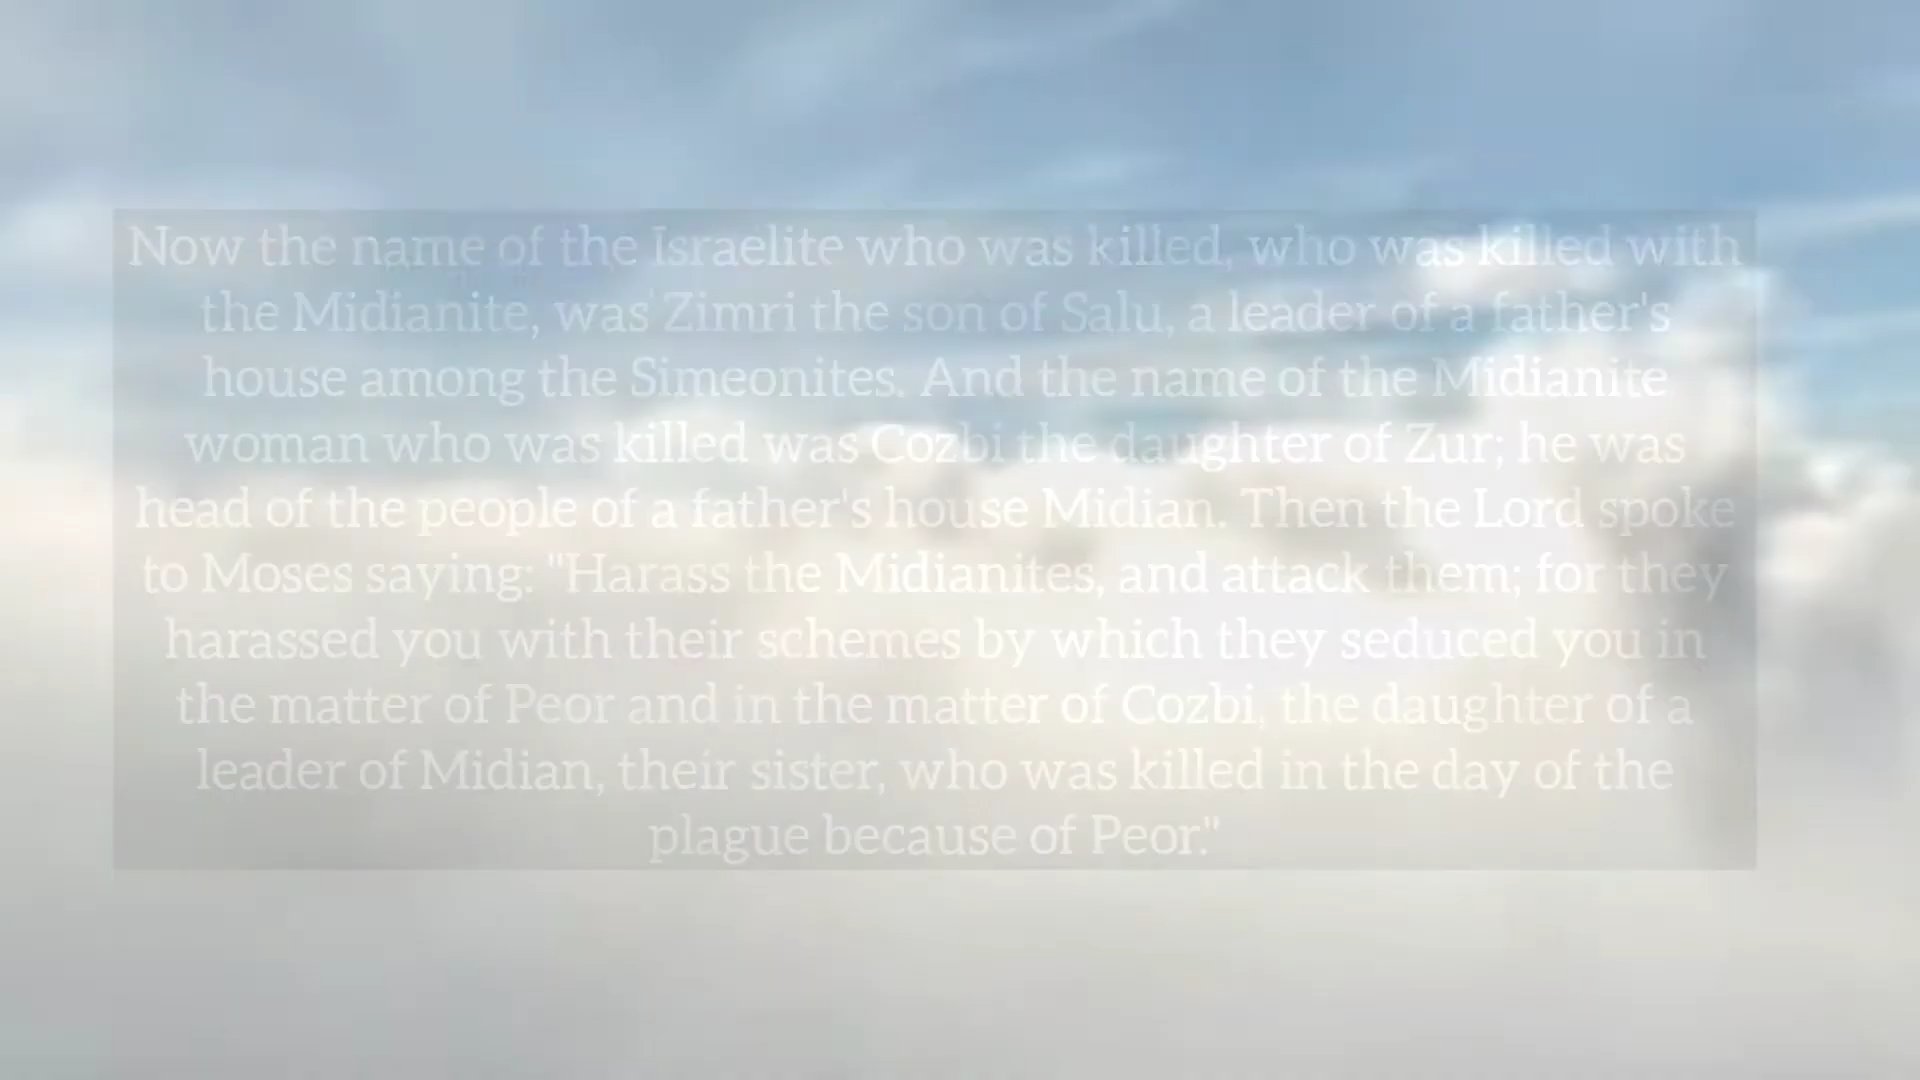 Now the name of the Israelite who was killed, who was killed with
the Midianite, was Zimri the son of Salu, a leader of a father's
house among the Simeonites. And the name of the Midianite
woman who was killed was Cozbi the daughter of Zur; he was
head of the people of a father's house Midian. Then the Lord spoke
to Moses saying: "Harass the Midianites, and attack them; for they
harassed you with their schemes by which they seduced you in
the matter of Peor and in the matter of Cozbi, the daughter of a
leader of Midian, their sister, who was killed in the day of the
plague because of Peor."